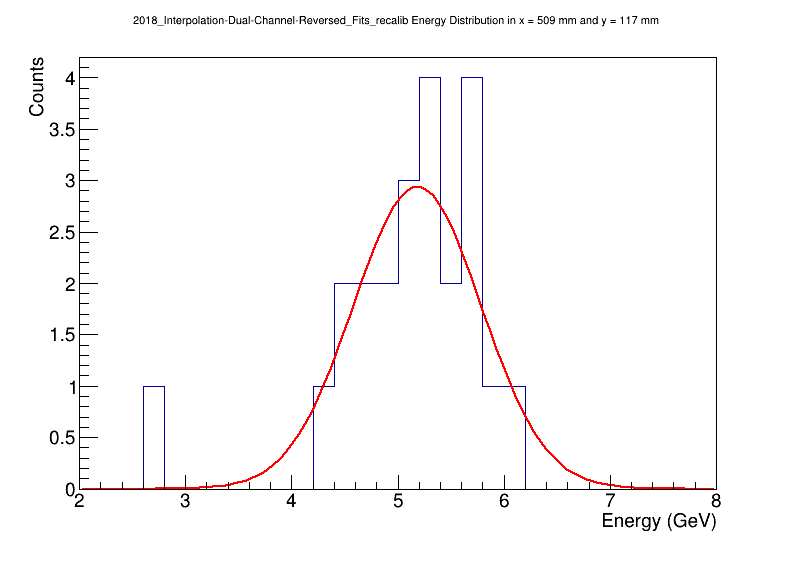 2018_Interpolation-Dual-Channel-Reversed_Fits_recalib Energy Distribution in x = 509 mm and y = 117 mm
Counts
4
3.5
3
2.5
2
1.5
1
0.5
0
2 3 4 5 6 7 8
Energy (GeV)